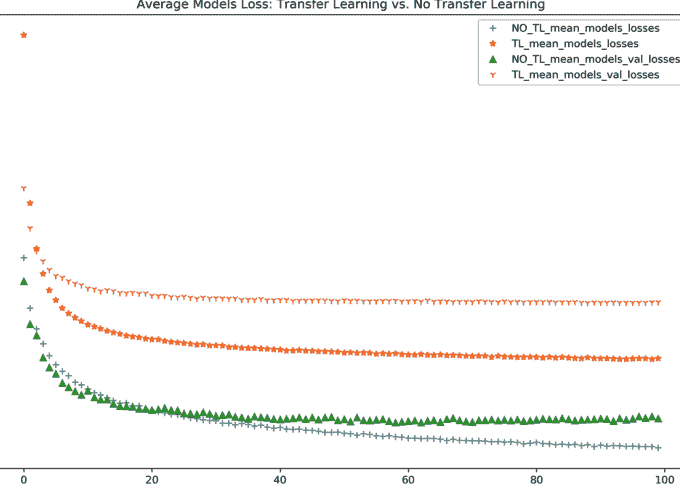 Average Models Loss: Transfer Learning vs. No Transfer Learning
NO_TL_mean_models_losses
TL_mean_models_losses
NO_TL_mean_models_val_losses
TL_mean_models_val_losses
0 20 40 60 80 100